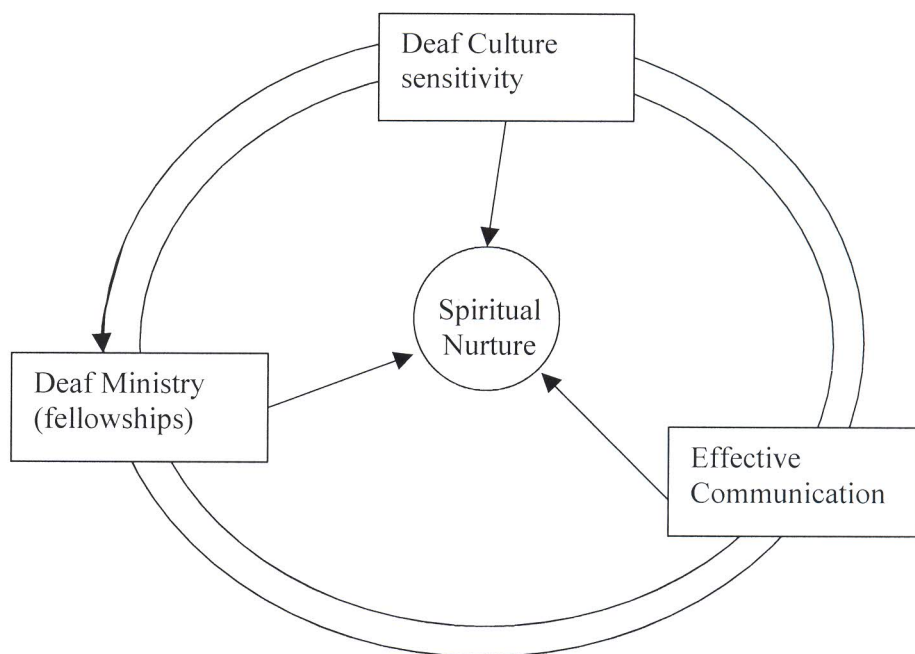 Deaf Culture
sensitivity
Spiritual
Nurture
Deaf Ministry
(fellowships)
Effective
Communication